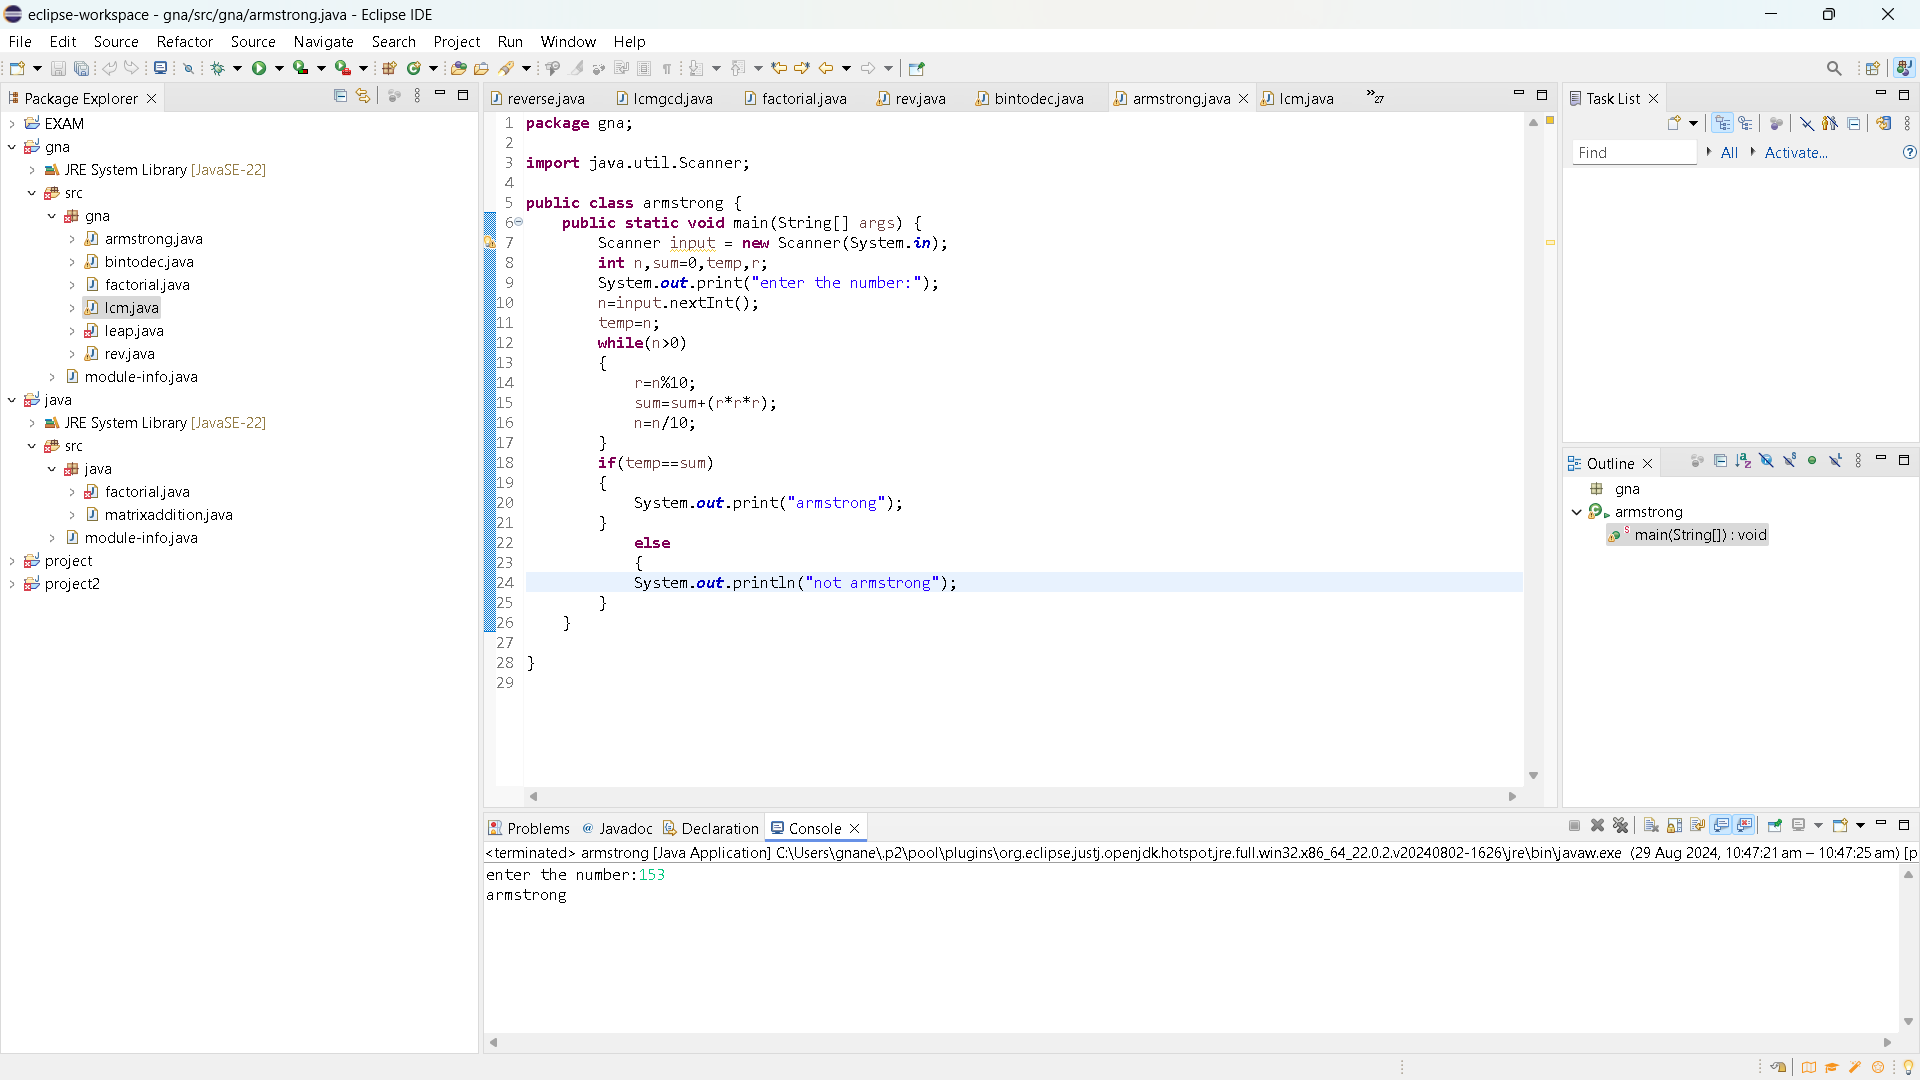 eclipse-workspace - gna/src/gna/armstrong.java - Eclipse IDE
File Edit Source Refactor Source Navigate Search Project Run Window Help
Package Explorer
EXAM
gna
JRE System Library [JavaSE-22]
src
gna
armstrong.java
bintodec.java
factorial.java
lcm.java
leap.java
rev.java
module-info.java
java
JRE System Library [JavaSE-22]
src
java
factorial.java
matrixaddition.java
module-info.java
project
project2
reverse.java lcmgcd.java factorial.java rev.java bintodec.java armstrong.java lcm.java »27
1 package gna;
2
3 import java.util.Scanner;
4
5 public class armstrong {
6 public static void main(String[] args) {
7 Scanner input = new Scanner(System.in);
8 int n,sum=0,temp,r;
9 System.out.print("enter the number:");
10 n=input.nextInt();
11 temp=n;
12 while(n>0)
13 {
14 r=n%10;
15 sum=sum+(r*r*r);
16 n=n/10;
17 }
18 if(temp==sum)
19 {
20 System.out.print("armstrong");
21 }
22 else
23 {
24 System.out.println("not armstrong");
25 }
26 }
27
28 }
29
Task List
Find All Activate...
Outline
gna
armstrong
main(String[]) : void
Problems Javadoc Declaration Console
<terminated> armstrong [Java Application] C:\Users\gnane\.p2\pool\plugins\org.eclipse.justj.openjdk.hotspot.jre.full.win32.x86_64_22.0.2.v20240802-1626\jre\bin\javaw.exe (29 Aug 2024, 10:47:21 am – 10:47:25 am) [p
enter the number:153
armstrong